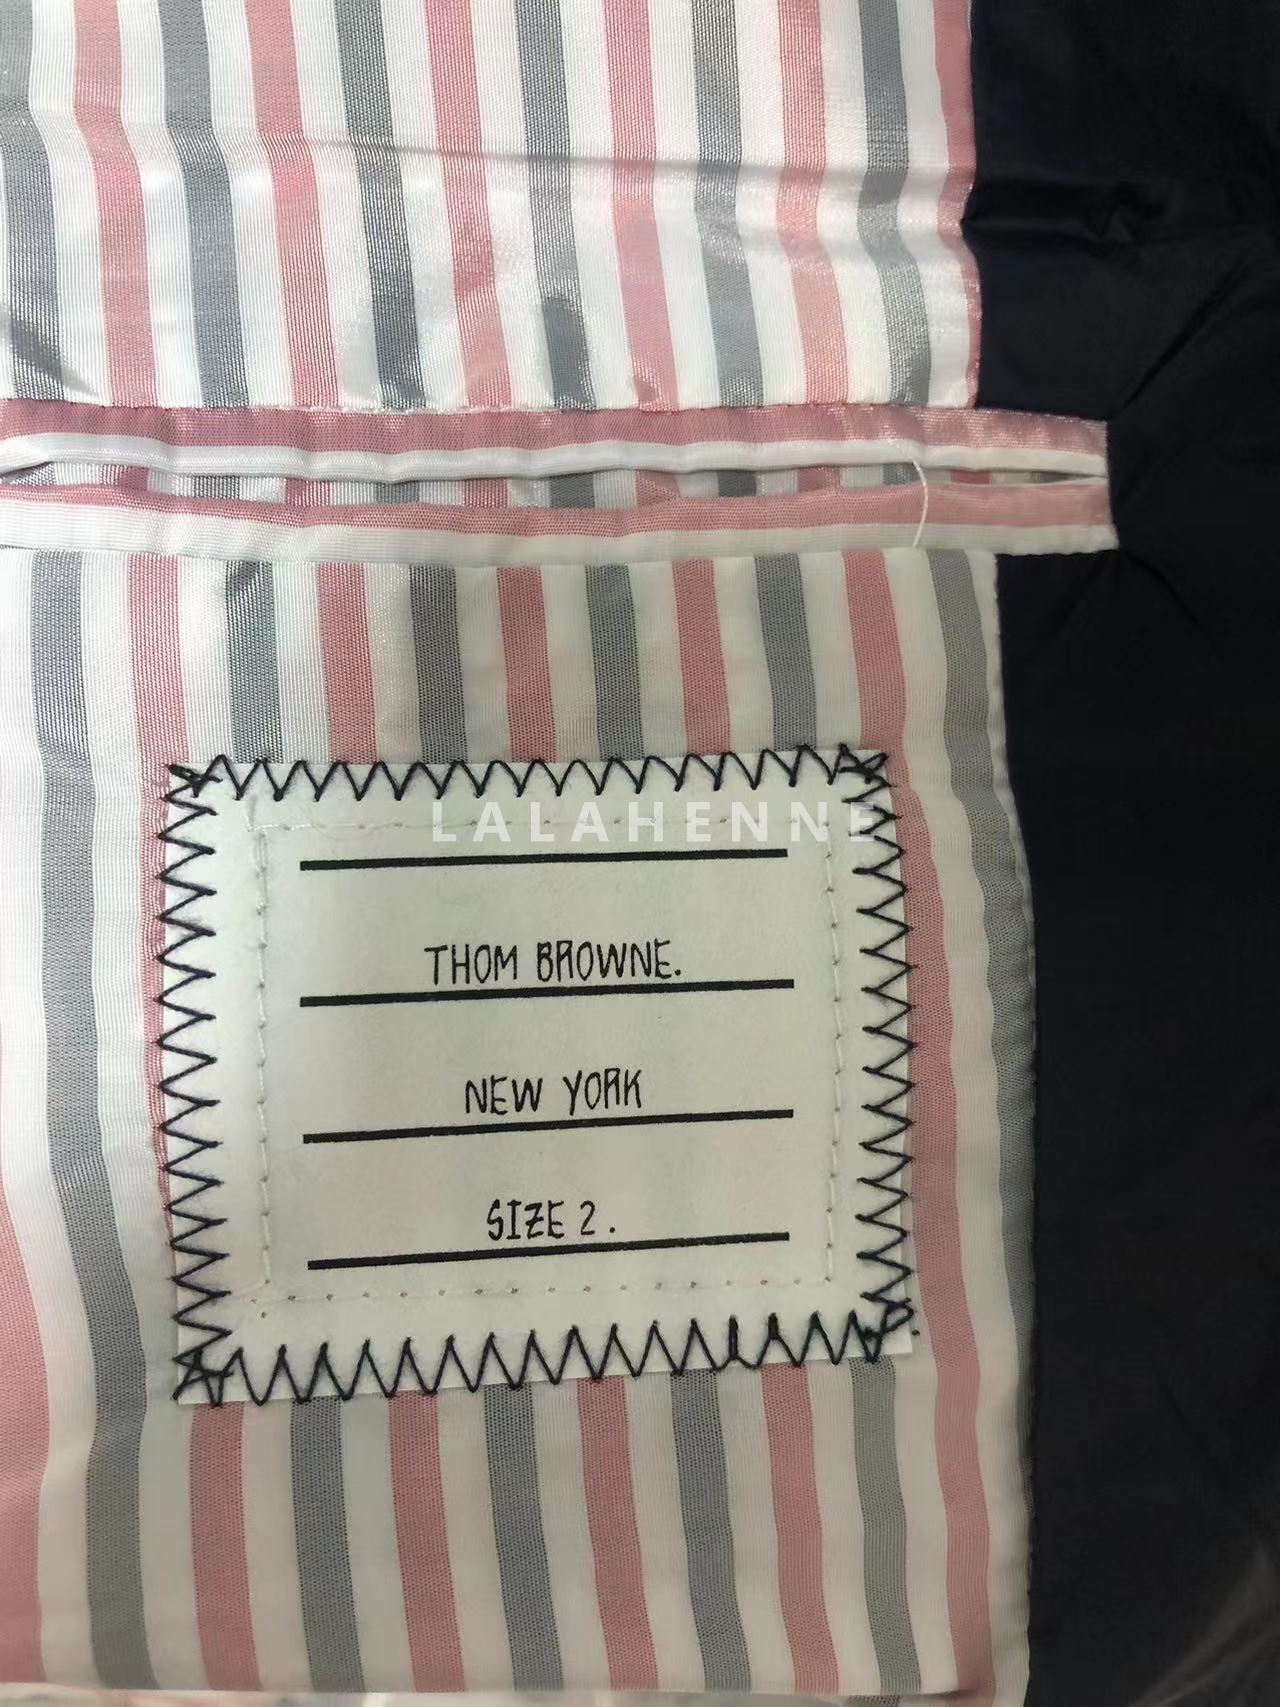 LALAHENNE
THOM BROWNE.
NEW YORK
SIZE 2.